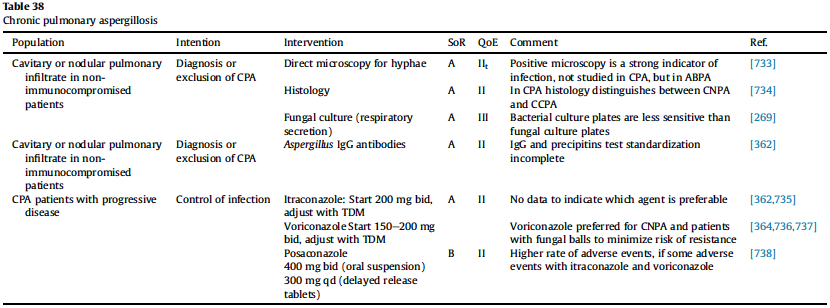 Table 38
Chronic pulmonary aspergillosis
Population Intention Intervention SoR QoE Comment Ref.
Cavitary or nodular pulmonary Diagnosis or Direct microscopy for hyphae A IIt Positive microscopy is a strong indicator of [733]
infiltrate in non- exclusion of CPA infection, not studied in CPA, but in ABPA
immunocompromised Histology A II In CPA histology distinguishes between CNPA [734]
patients and CCPA
Fungal culture (respiratory A III Bacterial culture plates are less sensitive than [269]
secretion) fungal culture plates
Cavitary or nodular pulmonary Diagnosis or Aspergillus IgG antibodies A II IgG and precipitins test standardization [362]
infiltrate in non- exclusion of CPA incomplete
immunocompromised
patients
CPA patients with progressive Control of infection Itraconazole: Start 200 mg bid, A II No data to indicate which agent is preferable [362,735]
disease adjust with TDM
Voriconazole Start 150–200 mg Voriconazole preferred for CNPA and patients [364,736,737]
bid, adjust with TDM with fungal balls to minimize risk of resistance
Posaconazole B II Higher rate of adverse events, if some adverse [738]
400 mg bid (oral suspension) events with itraconazole and voriconazole
300 mg qd (delayed release
tablets)